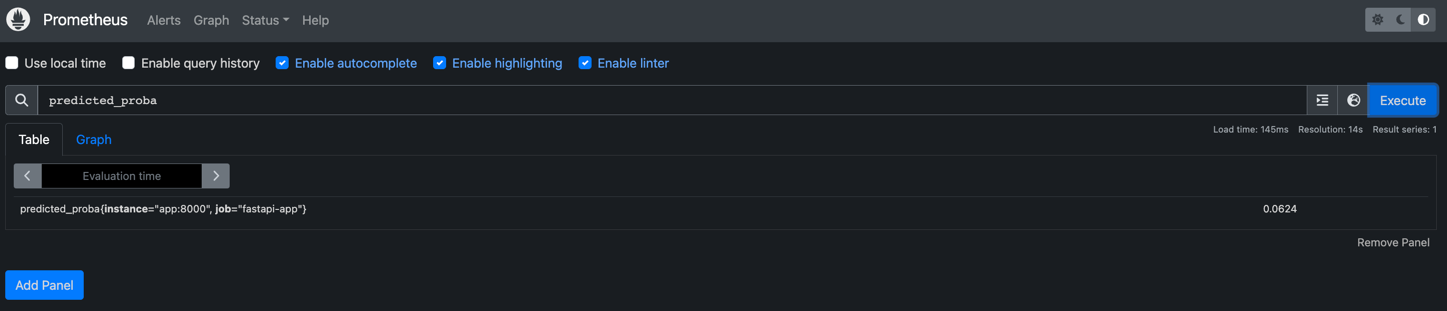 Prometheus Alerts Graph Status Help
Use local time Enable query history Enable autocomplete Enable highlighting Enable linter
predicted_proba Execute
Table Graph Load time: 145ms Resolution: 14s Result series: 1
Evaluation time
predicted_proba{instance="app:8000", job="fastapi-app"} 0.0624
Remove Panel
Add Panel